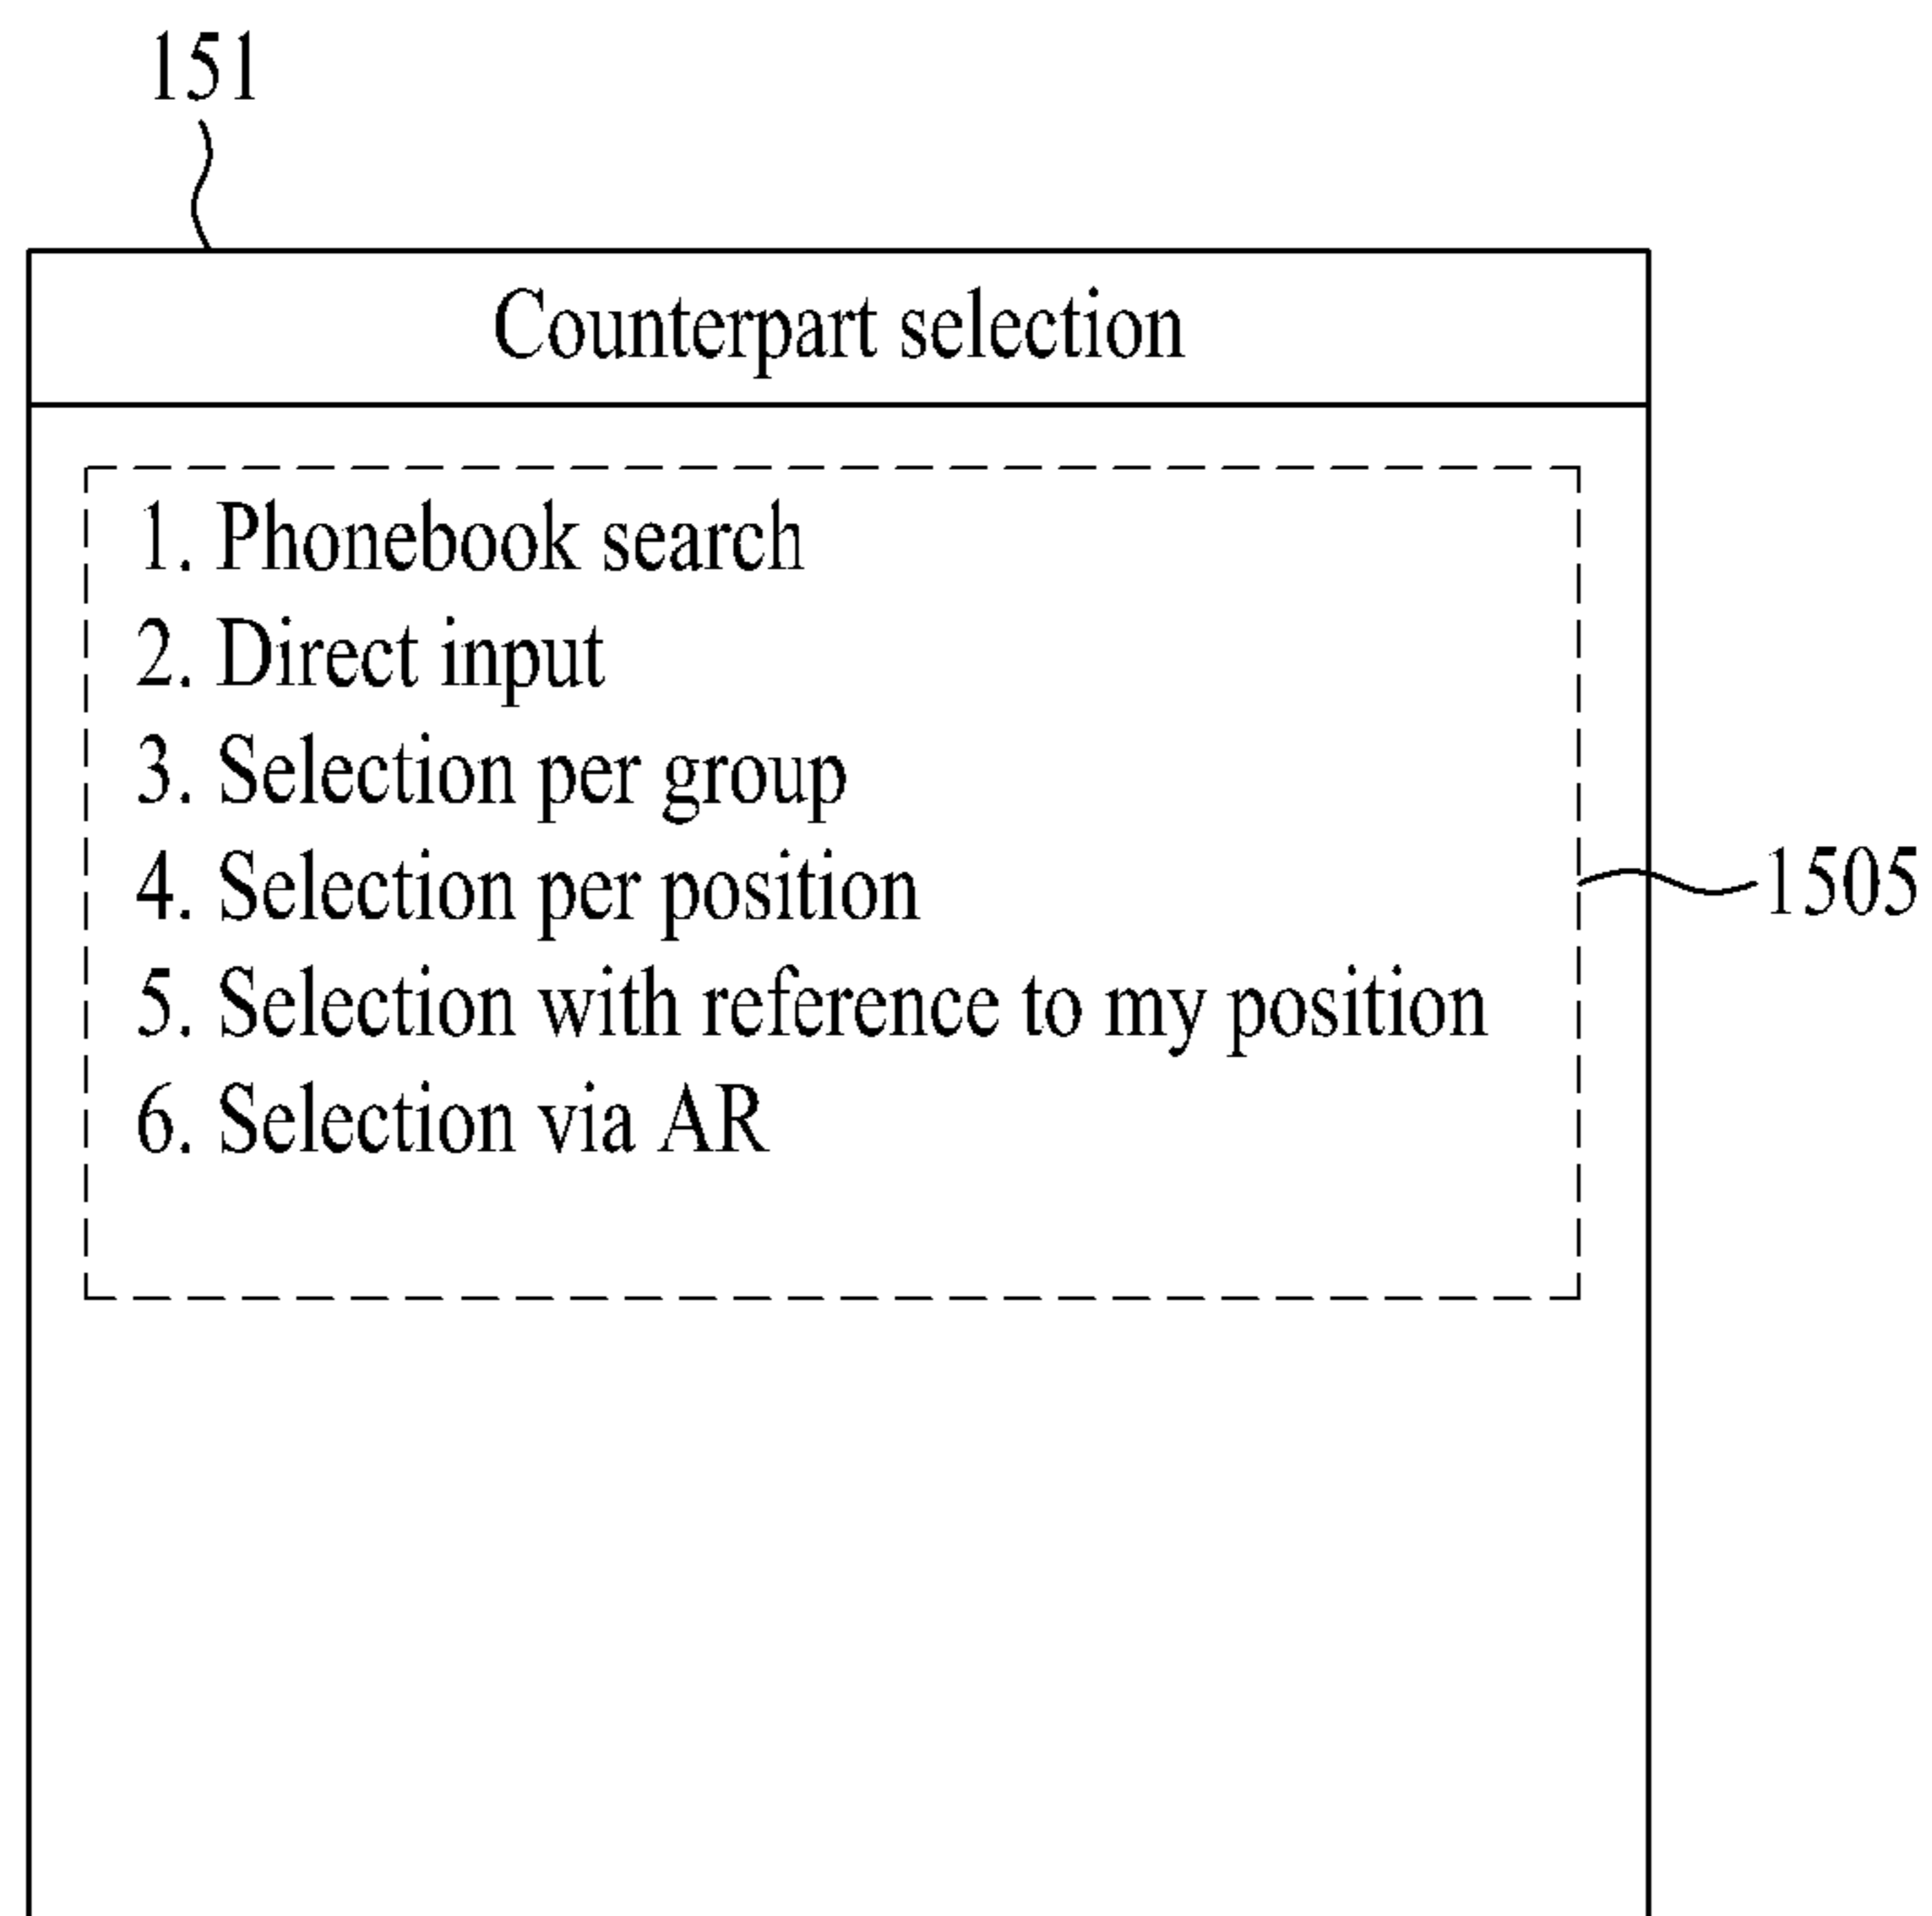 151
Counterpart selection
1. Phonebook search
2. Direct input
3. Selection per group
4. Selection per position
1505
5. Selection with reference to my position
6. Selection via AR